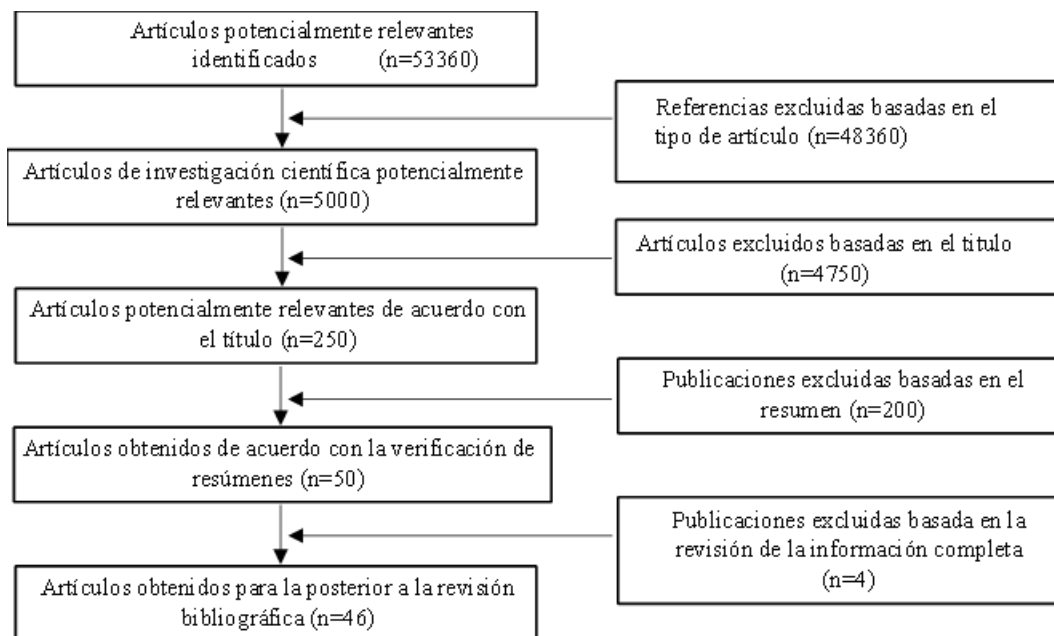 Artículos potencialmente relevantes
identificados (n=53360)
Referencias excluidas basadas en el
tipo de artículo (n=48360)
Artículos de investigación científica potencialmente
relevantes (n=5000)
Artículos excluidos basadas en el titulo
(n=4750)
Artículos potencialmente relevantes de acuerdo con
el título (n=250)
Publicaciones excluidas basadas en el
resumen (n=200)
Artículos obtenidos de acuerdo con la verificación de
resúmenes (n=50)
Publicaciones excluidas basada en la
revisión de la información completa
(n=4)
Artículos obtenidos para la posterior a la revisión
bibliográfica (n=46)